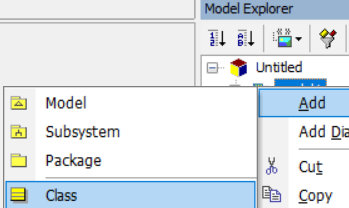 Model Explorer
Untitled
Model
Subsystem
Package
Class
Add
Add Dia
Cut
Copy